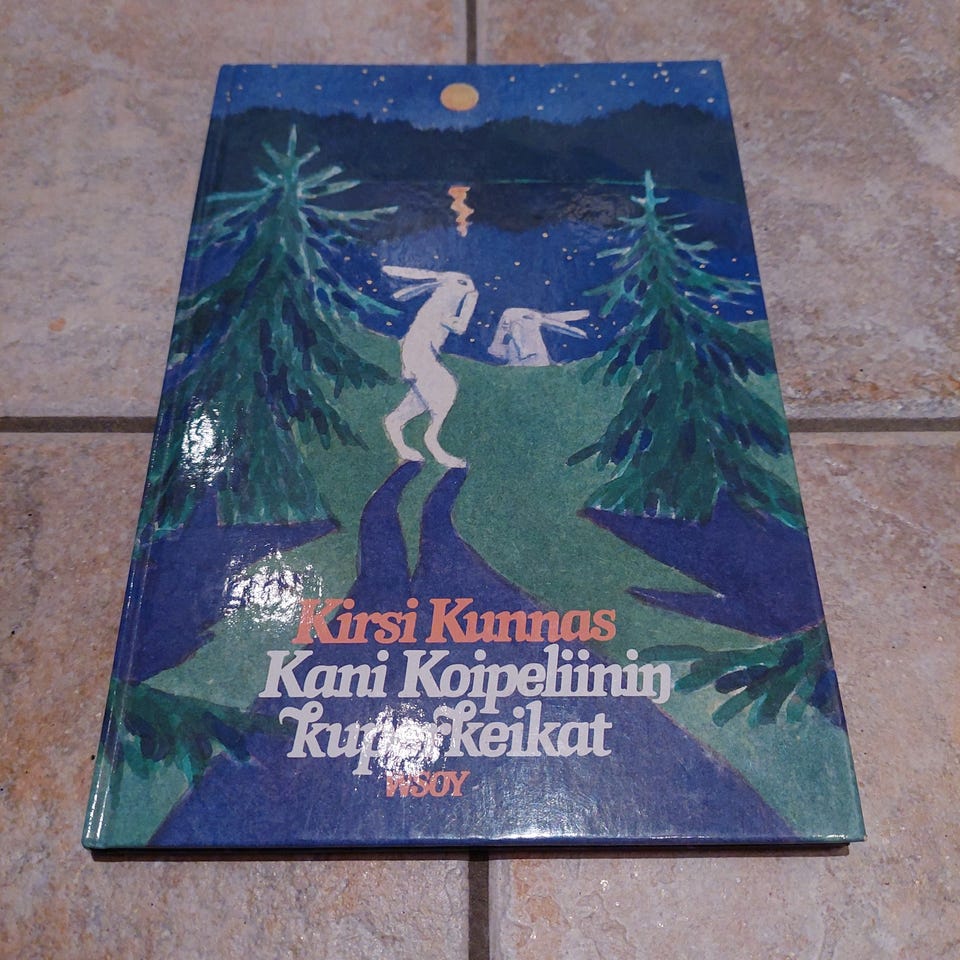 Kirsi Kunnas
Kani Koipeliinin
kuperkeikat
WSOY